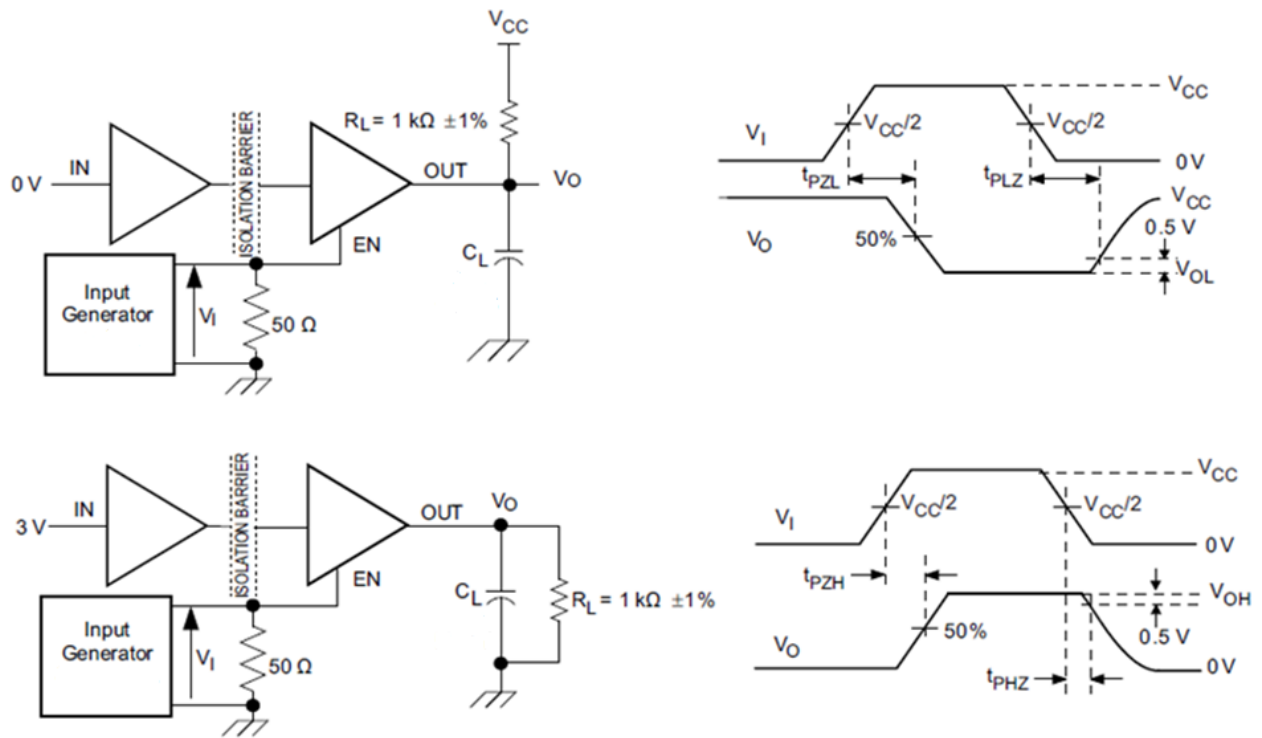 VCC
RL = 1 kΩ ±1%
0 V
IN
ISOLATION BARRIER
OUT
VO
EN
CL
Input
Generator
VI
50 Ω
VCC
VI
VCC/2
VCC/2
0 V
tPZL
tPLZ
VCC
0.5 V
VO
50%
VOL
3 V
IN
ISOLATION BARRIER
OUT
VO
EN
CL
RL = 1 kΩ ±1%
Input
Generator
VI
50 Ω
VCC
VI
VCC/2
VCC/2
0 V
tPZH
VOH
0.5 V
50%
VO
tPHZ
0 V